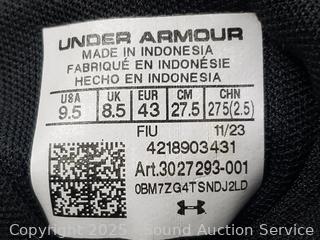 UNDER ARMOUR
MADE IN INDONESIA
FABRIQUÉ EN INDONÉSIE
HECHO EN INDONESIA
USA UK EUR CM CHN
9.5 8.5 43 27.5 275(2.5)
FIU 11/23
4218903431
Art.3027293-001
0BM7ZG4TSNDJ2LD
Copyright 2025 - Sound Auction Service